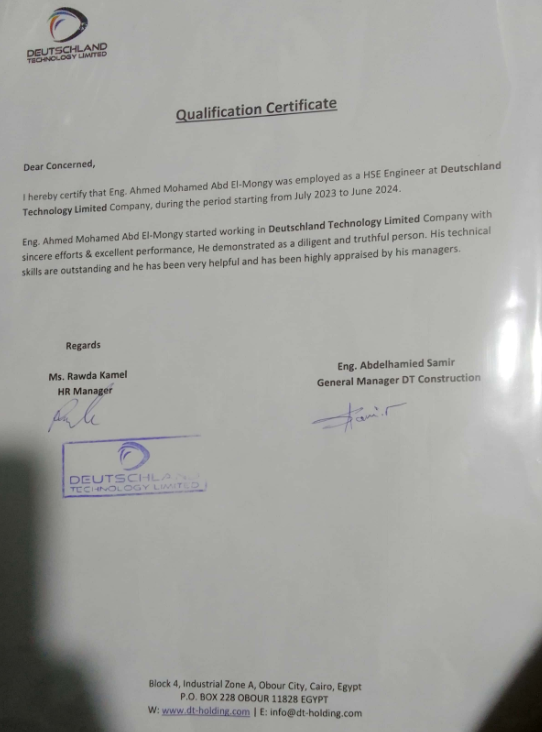 DEUTSCHLAND
TECHNOLOGY LIMITED
Qualification Certificate
Dear Concerned,
I hereby certify that Eng. Ahmed Mohamed Abd El-Mongy was employed as a HSE Engineer at Deutschland
Technology Limited Company, during the period starting from July 2023 to June 2024.
Eng. Ahmed Mohamed Abd El-Mongy started working in Deutschland Technology Limited Company with
sincere efforts & excellent performance, He demonstrated as a diligent and truthful person. His technical
skills are outstanding and he has been very helpful and has been highly appraised by his managers.
Regards
Ms. Rawda Kamel
HR Manager
Eng. Abdelhamied Samir
General Manager DT Construction
Samir
DEUTSCHLA
TECHNOLOGY LIMITED
Block 4, Industrial Zone A, Obour City, Cairo, Egypt
P.O. BOX 228 OBOUR 11828 EGYPT
W: www.dt-holding.com | E: info@dt-holding.com